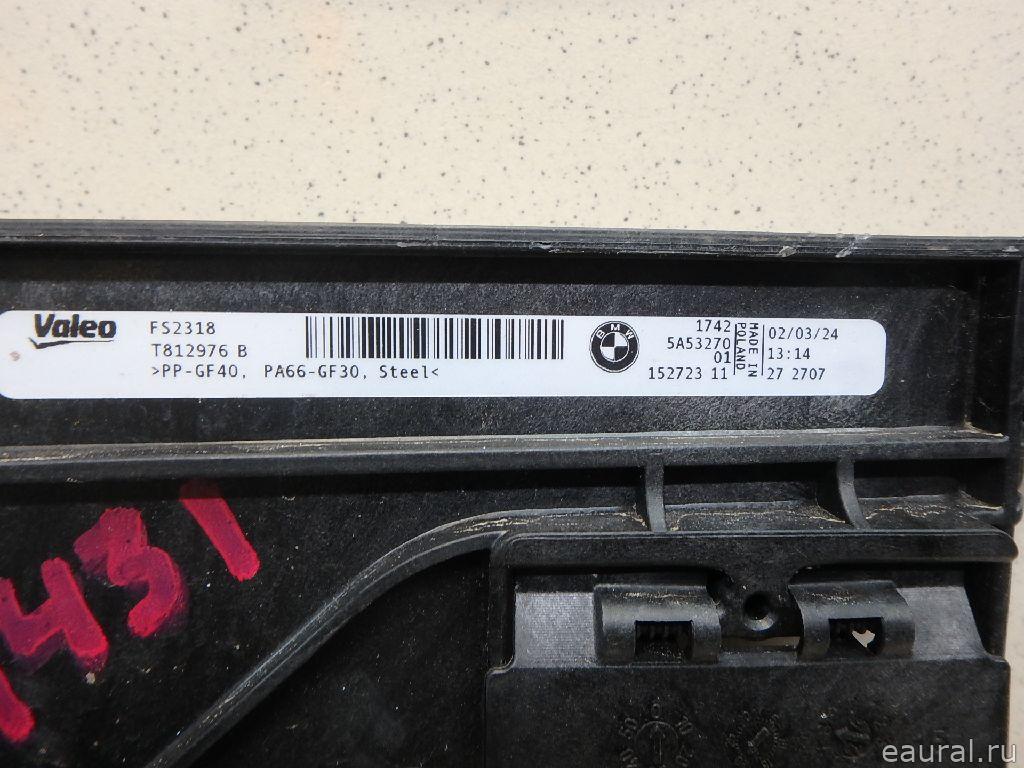 Valeo
FS2318
T812976 B
>PP-GF40, PA66-GF30, Steel<
BMW
1742
5A53270
01
152723 11
MADE IN
POLAND
02/03/24
13:14
27 2707
431
eaural.ru